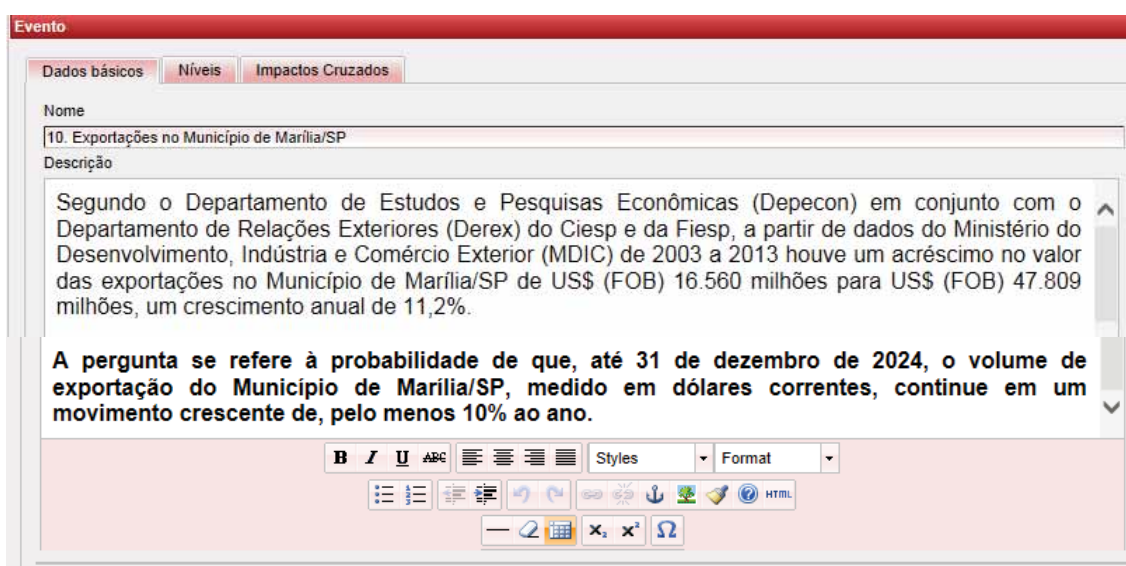 Evento
Dados básicos Níveis Impactos Cruzados
Nome
10. Exportações no Município de Marília/SP
Descrição
Segundo o Departamento de Estudos e Pesquisas Econômicas (Depecon) em conjunto com o
Departamento de Relações Exteriores (Derex) do Ciesp e da Fiesp, a partir de dados do Ministério do
Desenvolvimento, Indústria e Comércio Exterior (MDIC) de 2003 a 2013 houve um acréscimo no valor
das exportações no Município de Marília/SP de US$ (FOB) 16.560 milhões para US$ (FOB) 47.809
milhões, um crescimento anual de 11,2%.
A pergunta se refere à probabilidade de que, até 31 de dezembro de 2024, o volume de
exportação do Município de Marília/SP, medido em dólares correntes, continue em um
movimento crescente de, pelo menos 10% ao ano.
B I U ABC Styles Format
HTML
x₂ x² Ω